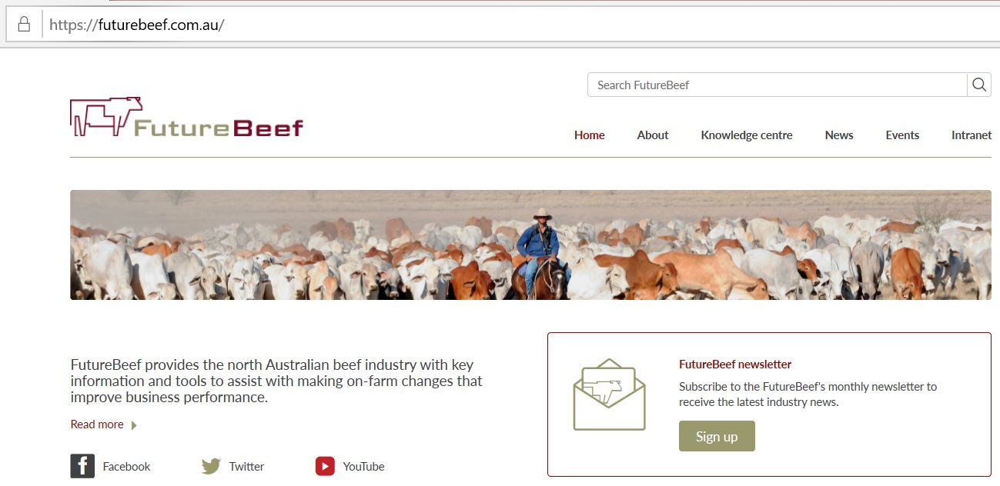 https://futurebeef.com.au/
Search FutureBeef
FutureBeef
Home About Knowledge centre News Events Intranet
FutureBeef provides the north Australian beef industry with key
information and tools to assist with making on-farm changes that
improve business performance.
Read more
Facebook Twitter YouTube
FutureBeef newsletter
Subscribe to the FutureBeef's monthly newsletter to
receive the latest industry news.
Sign up